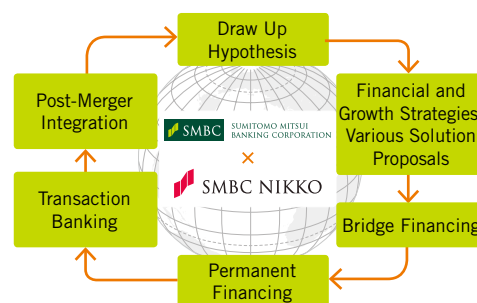 Draw Up
Hypothesis
Financial and
Growth Strategies
Various Solution
Proposals
Bridge Financing
Permanent
Financing
Transaction
Banking
Post-Merger
Integration
SMBC
SUMITOMO MITSUI
BANKING CORPORATION
×
SMBC NIKKO